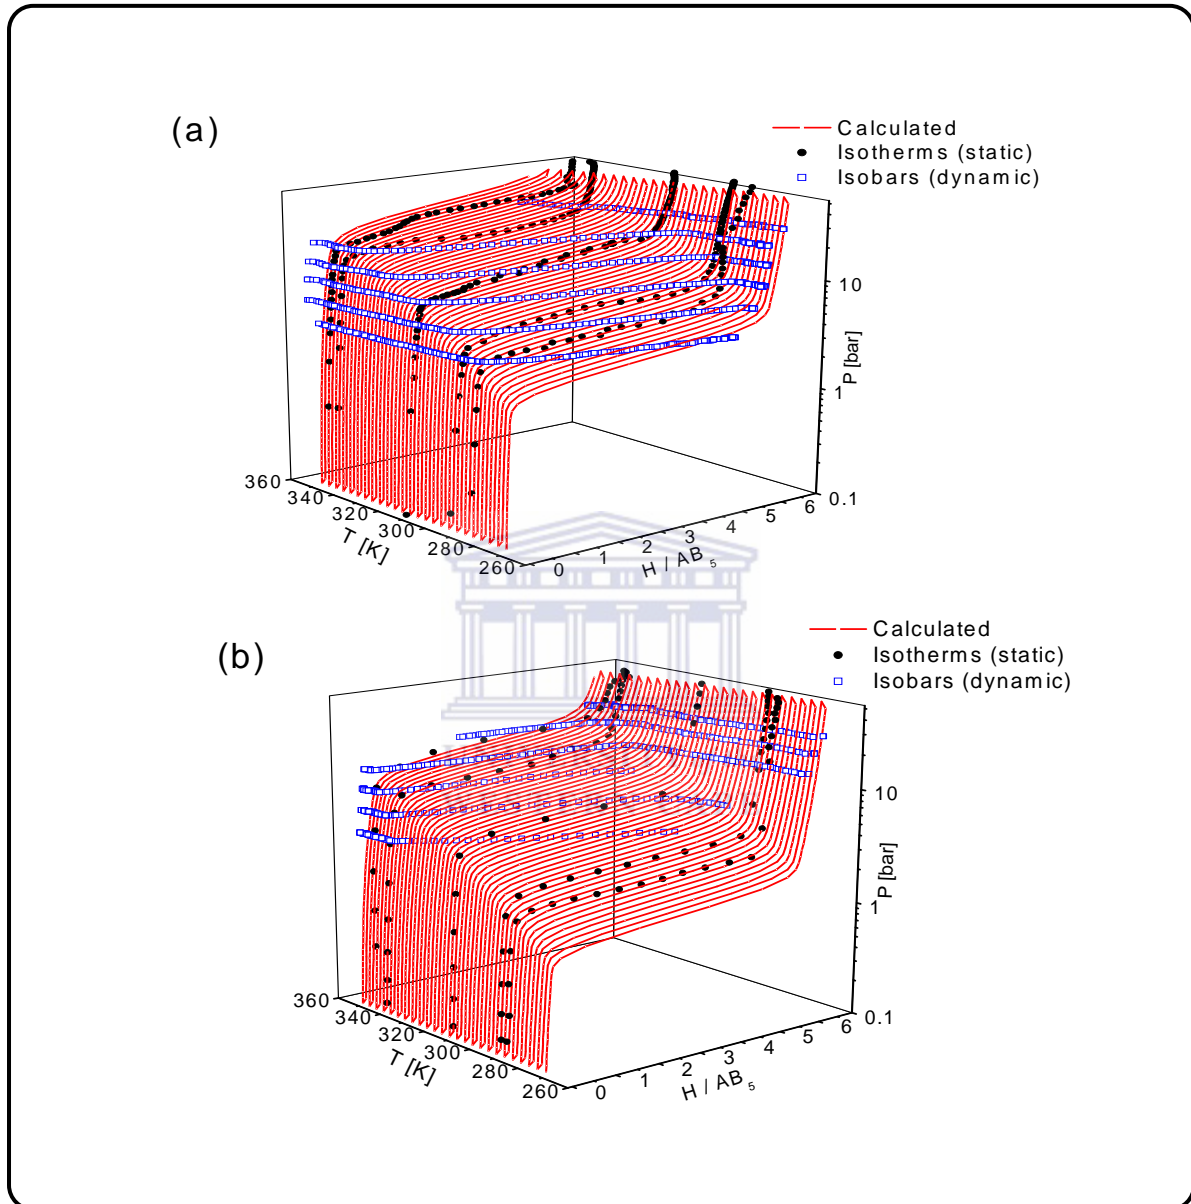 (a)
Calculated
Isotherms (static)
Isobars (dynamic)
10
1
P [bar]
0.1
360
340
320
300
280
260
T [K]
0
1
2
3
4
5
6
H / AB5
(b)
Calculated
Isotherms (static)
Isobars (dynamic)
10
1
P [bar]
0.1
360
340
320
300
280
260
T [K]
0
1
2
3
4
5
6
H / AB5